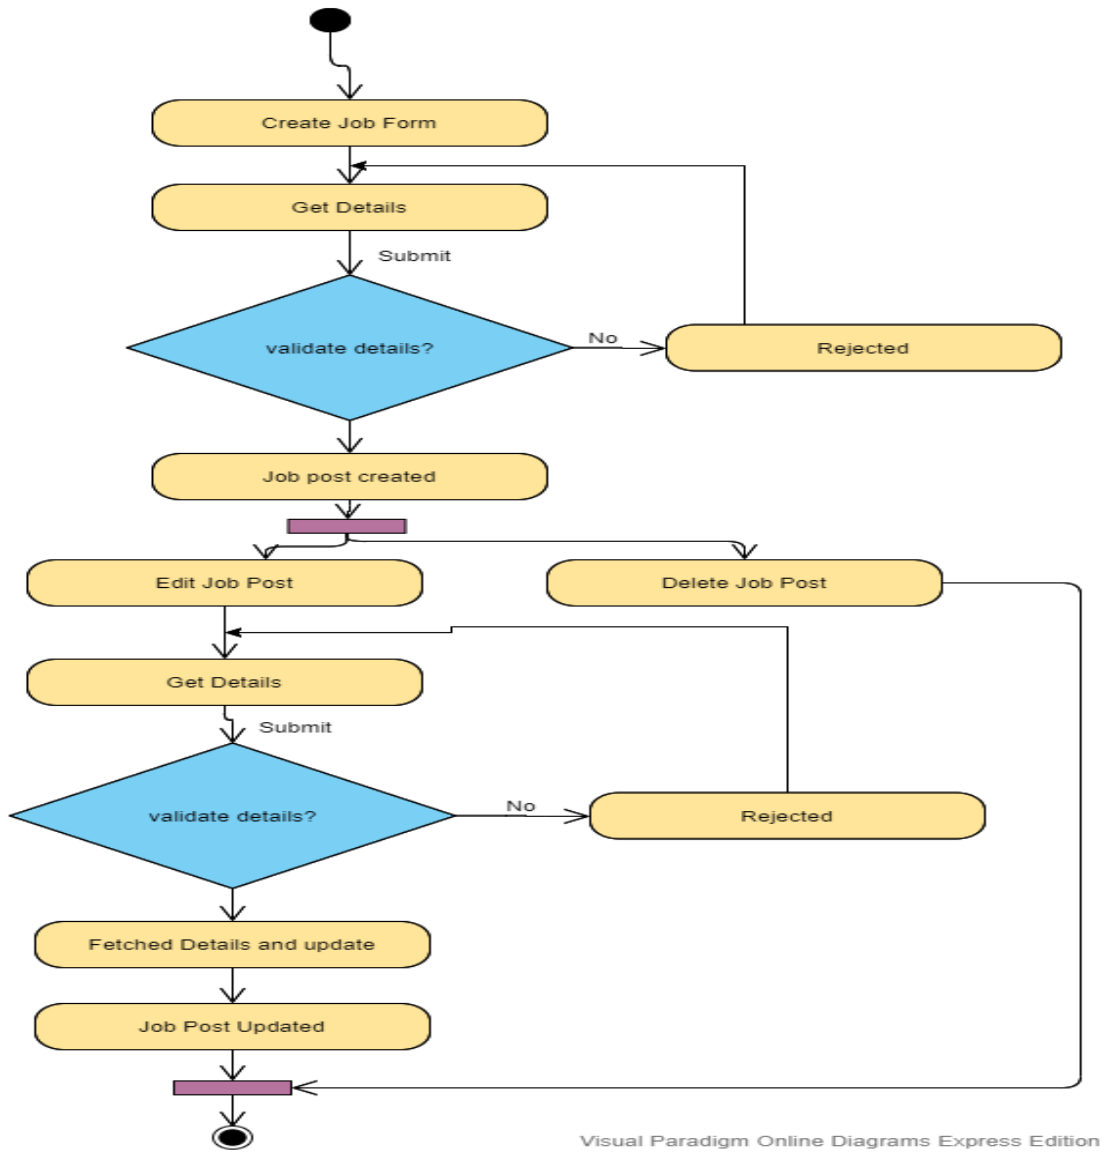 Create Job Form
Get Details
Submit
validate details?
No
Rejected
Job post created
Edit Job Post
Delete Job Post
Get Details
Submit
validate details?
No
Rejected
Fetched Details and update
Job Post Updated
Visual Paradigm Online Diagrams Express Edition